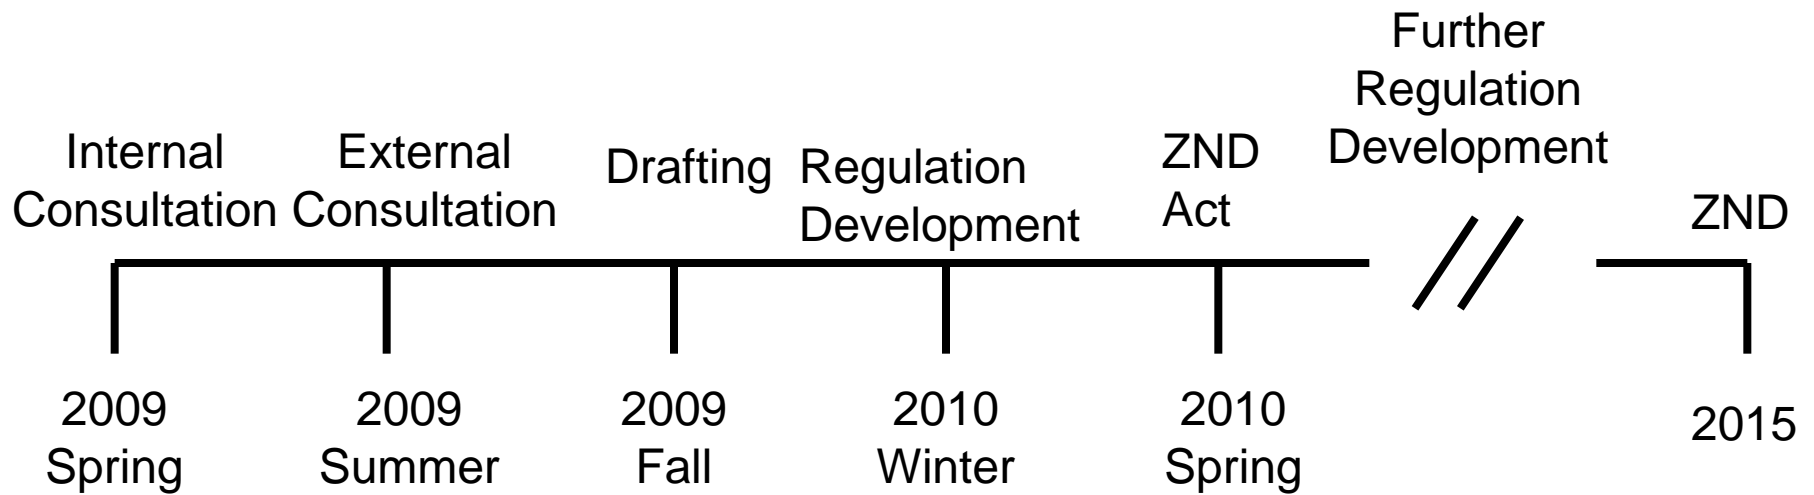 Internal
Consultation
External
Consultation
Drafting
Regulation
Development
ZND
Act
Further
Regulation
Development
ZND
2009
Spring
2009
Summer
2009
Fall
2010
Winter
2010
Spring
2015